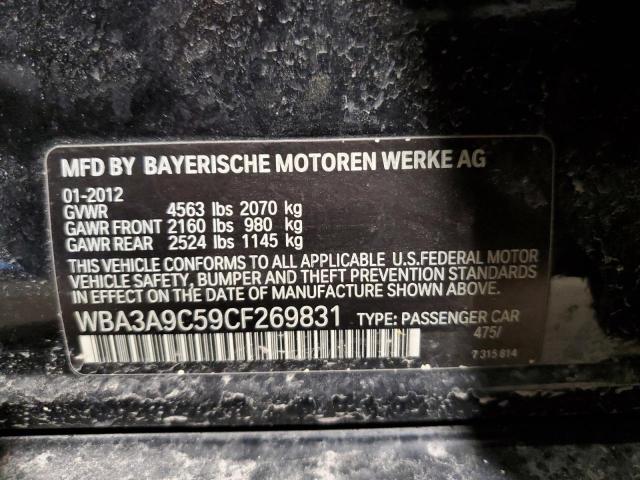 MFD BY BAYERISCHE MOTOREN WERKE AG
01-2012
GVWR 4563 lbs 2070 kg
GAWR FRONT 2160 lbs 980 kg
GAWR REAR 2524 lbs 1145 kg
THIS VEHICLE CONFORMS TO ALL APPLICABLE U.S.FEDERAL MOTOR
VEHICLE SAFETY, BUMPER AND THEFT PREVENTION STANDARDS
IN EFFECT ON THE DATE OF MANUFACTURE SHOWN ABOVE.
WBA3A9C59CF269831 TYPE: PASSENGER CAR
475/
7 315 814